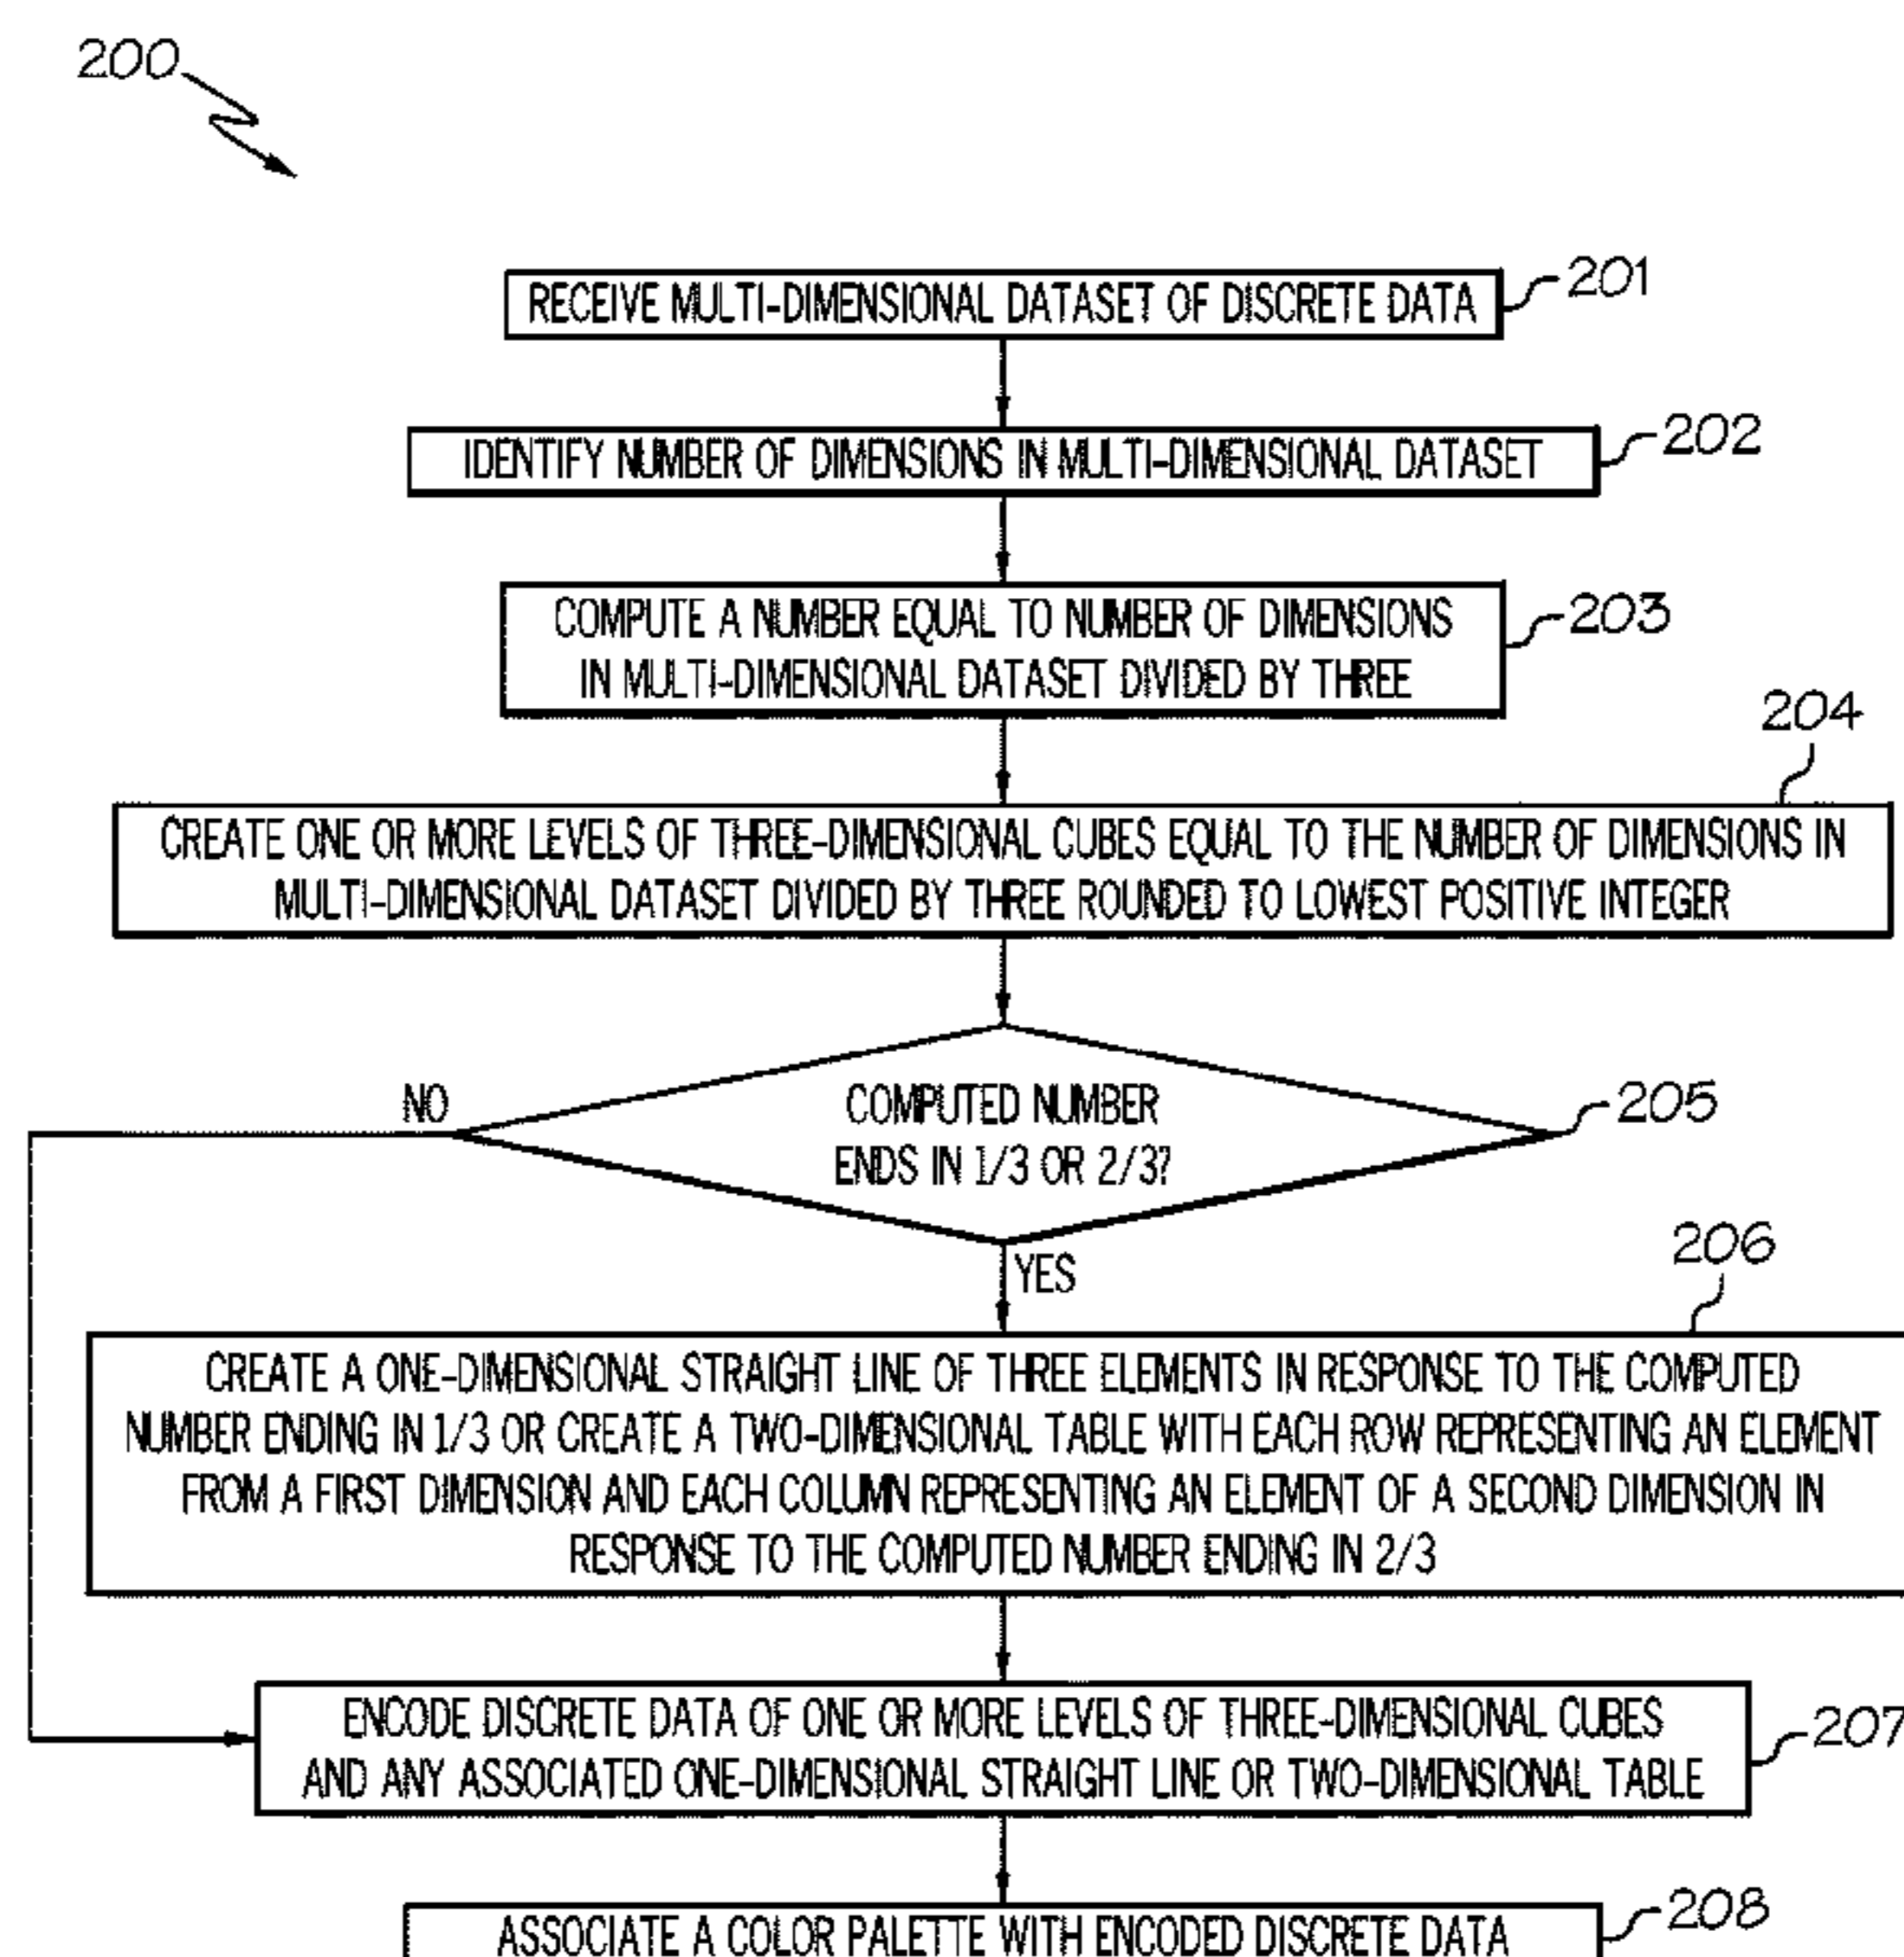 200
RECEIVE MULTI-DIMENSIONAL DATASET OF DISCRETE DATA
201
IDENTIFY NUMBER OF DIMENSIONS IN MULTI-DIMENSIONAL DATASET
202
COMPUTE A NUMBER EQUAL TO NUMBER OF DIMENSIONS
IN MULTI-DIMENSIONAL DATASET DIVIDED BY THREE
203
204
CREATE ONE OR MORE LEVELS OF THREE-DIMENSIONAL CUBES EQUAL TO THE NUMBER OF DIMENSIONS IN
MULTI-DIMENSIONAL DATASET DIVIDED BY THREE ROUNDED TO LOWEST POSITIVE INTEGER
NO
COMPUTED NUMBER
ENDS IN 1/3 OR 2/3?
205
YES
206
CREATE A ONE-DIMENSIONAL STRAIGHT LINE OF THREE ELEMENTS IN RESPONSE TO THE COMPUTED
NUMBER ENDING IN 1/3 OR CREATE A TWO-DIMENSIONAL TABLE WITH EACH ROW REPRESENTING AN ELEMENT
FROM A FIRST DIMENSION AND EACH COLUMN REPRESENTING AN ELEMENT OF A SECOND DIMENSION IN
RESPONSE TO THE COMPUTED NUMBER ENDING IN 2/3
ENCODE DISCRETE DATA OF ONE OR MORE LEVELS OF THREE-DIMENSIONAL CUBES
AND ANY ASSOCIATED ONE-DIMENSIONAL STRAIGHT LINE OR TWO-DIMENSIONAL TABLE
207
ASSOCIATE A COLOR PALETTE WITH ENCODED DISCRETE DATA
208